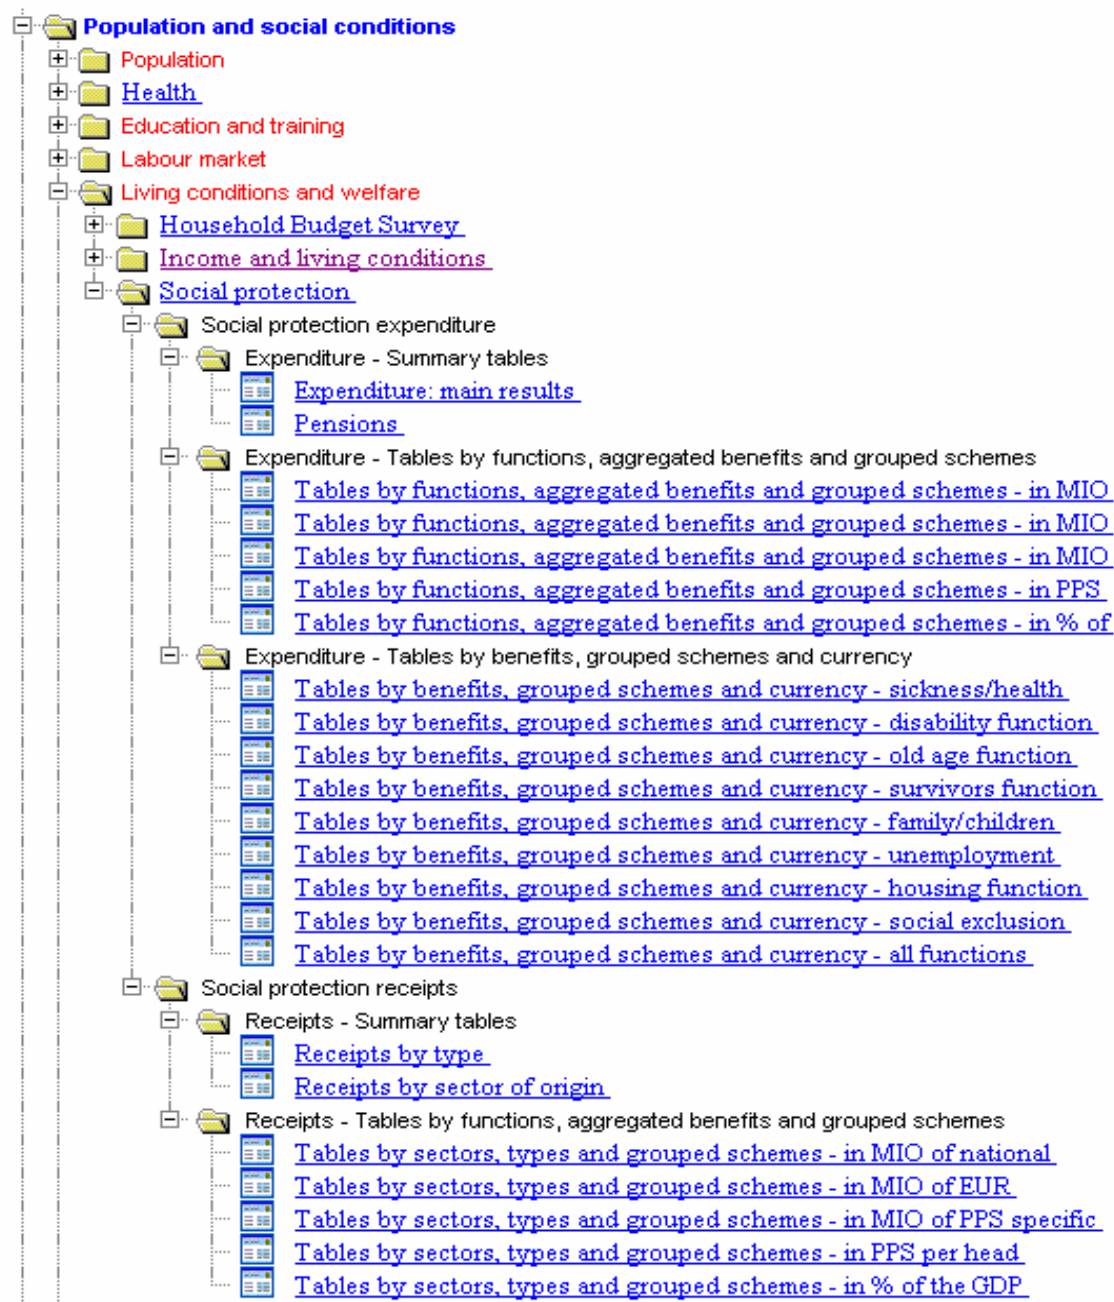 Population and social conditions
Population
Health
Education and training
Labour market
Living conditions and welfare
Household Budget Survey
Income and living conditions
Social protection
Social protection expenditure
Expenditure - Summary tables
Expenditure: main results
Pensions
Expenditure - Tables by functions, aggregated benefits and grouped schemes
Tables by functions, aggregated benefits and grouped schemes - in MIO
Tables by functions, aggregated benefits and grouped schemes - in MIO
Tables by functions, aggregated benefits and grouped schemes - in MIO
Tables by functions, aggregated benefits and grouped schemes - in PPS
Tables by functions, aggregated benefits and grouped schemes - in % of
Expenditure - Tables by benefits, grouped schemes and currency
Tables by benefits, grouped schemes and currency - sickness/health
Tables by benefits, grouped schemes and currency - disability function
Tables by benefits, grouped schemes and currency - old age function
Tables by benefits, grouped schemes and currency - survivors function
Tables by benefits, grouped schemes and currency - family/children
Tables by benefits, grouped schemes and currency - unemployment
Tables by benefits, grouped schemes and currency - housing function
Tables by benefits, grouped schemes and currency - social exclusion
Tables by benefits, grouped schemes and currency - all functions
Social protection receipts
Receipts - Summary tables
Receipts by type
Receipts by sector of origin
Receipts - Tables by functions, aggregated benefits and grouped schemes
Tables by sectors, types and grouped schemes - in MIO of national
Tables by sectors, types and grouped schemes - in MIO of EUR
Tables by sectors, types and grouped schemes - in MIO of PPS specific
Tables by sectors, types and grouped schemes - in PPS per head
Tables by sectors, types and grouped schemes - in % of the GDP